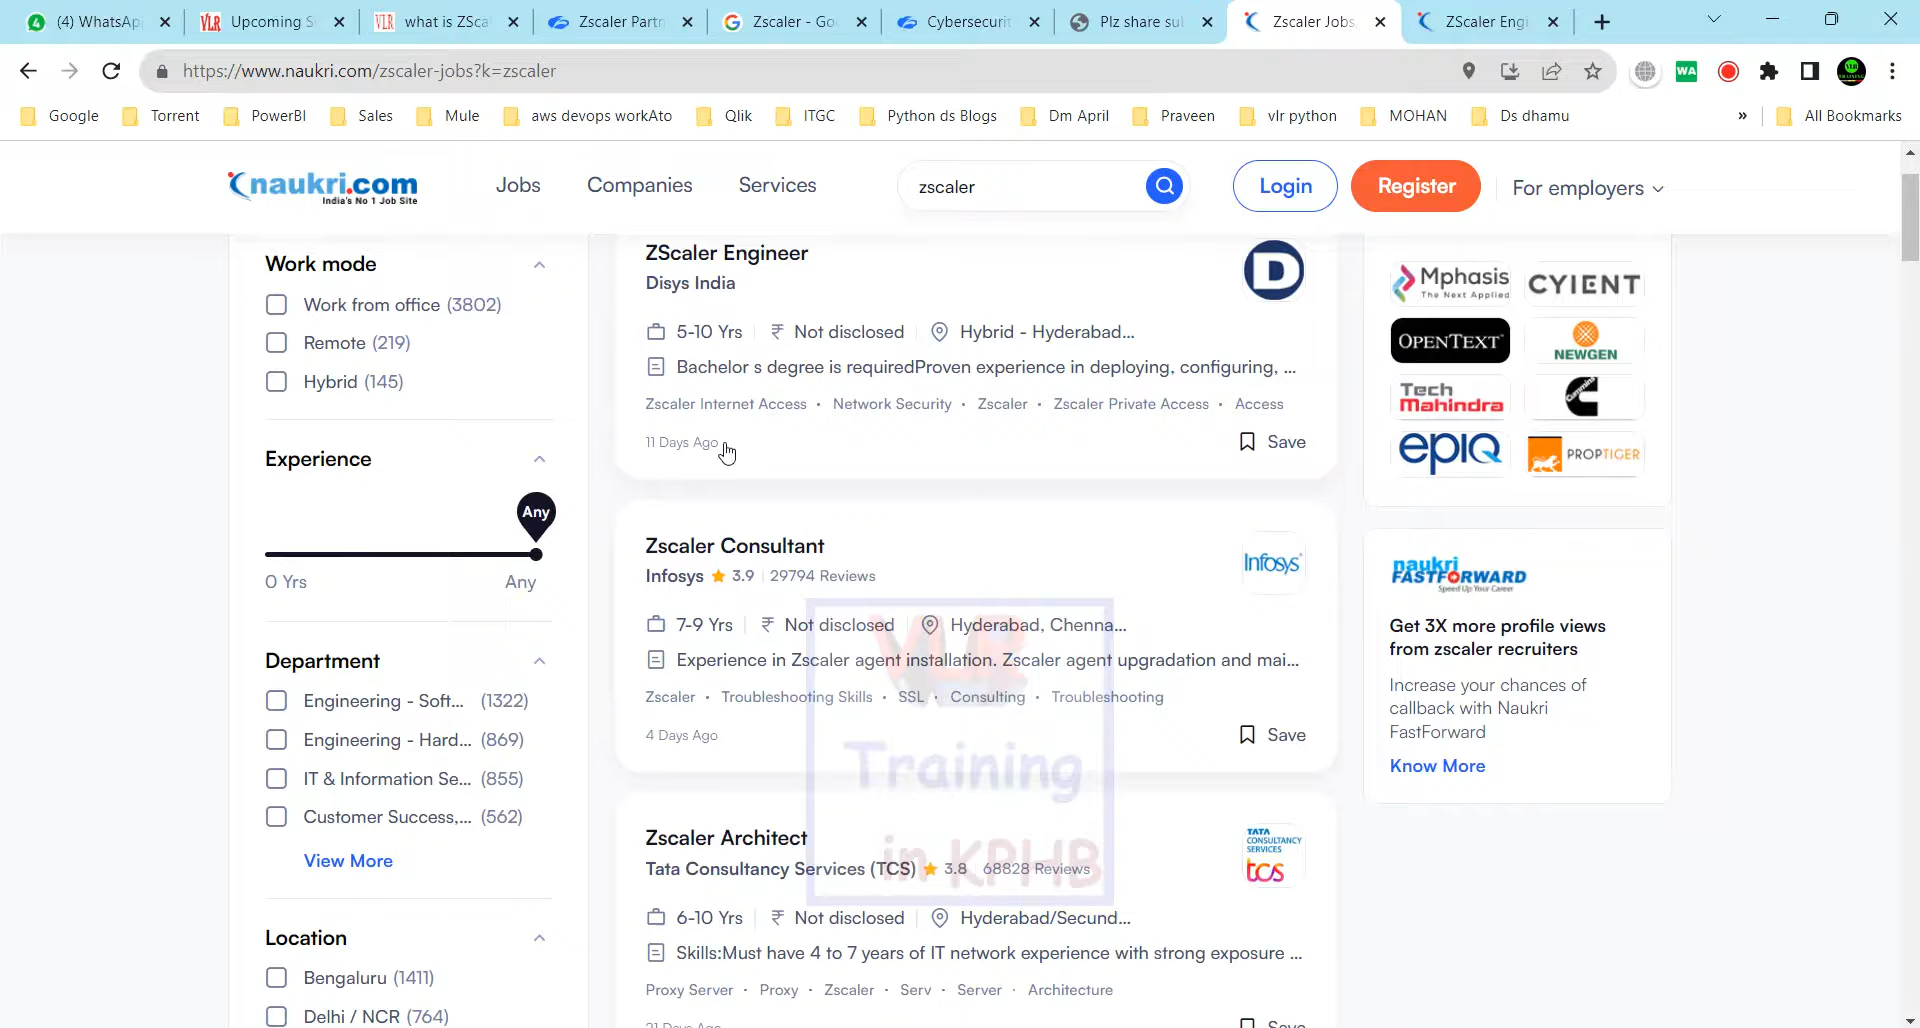 (4) WhatsAp
Upcoming S
what is ZSca
Zscaler Partn
Zscaler - Goo
Cybersecurit
Plz share sul
Zscaler Jobs
ZScaler Engi
https://www.naukri.com/zscaler-jobs?k=zscaler
Google
Torrent
PowerBI
Sales
Mule
aws devops workAto
Qlik
ITGC
Python ds Blogs
Dm April
Praveen
vlr python
MOHAN
Ds dhamu
»
All Bookmarks
naukri.com
India's No 1 Job Site
Jobs
Companies
Services
zscaler
Login
Register
For employers
Work mode
Work from office (3802)
Remote (219)
Hybrid (145)
Experience
Any
0 Yrs
Any
Department
Engineering - Soft... (1322)
Engineering - Hard... (869)
IT & Information Se... (855)
Customer Success,... (562)
View More
Location
Bengaluru (1411)
Delhi / NCR (764)
ZScaler Engineer
Disys India
D
5-10 Yrs
₹ Not disclosed
Hybrid - Hyderabad...
Bachelor s degree is requiredProven experience in deploying, configuring, ...
Zscaler Internet Access · Network Security · Zscaler · Zscaler Private Access · Access
11 Days Ago
Save
Zscaler Consultant
Infosys 3.9 29794 Reviews
Infosys
7-9 Yrs
₹ Not disclosed
Hyderabad, Chenna...
Experience in Zscaler agent installation. Zscaler agent upgradation and mai...
Zscaler · Troubleshooting Skills · SSL · Consulting · Troubleshooting
4 Days Ago
Save
VLR
Training
in KPHB
Zscaler Architect
Tata Consultancy Services (TCS) 3.8 68828 Reviews
TATA
CONSULTANCY
SERVICES
tcs
6-10 Yrs
₹ Not disclosed
Hyderabad/Secund...
Skills:Must have 4 to 7 years of IT network experience with strong exposure ...
Proxy Server · Proxy · Zscaler · Serv · Server · Architecture
21 Days Ago
Save
Mphasis
The Next Applied
CYIENT
OPENTEXT
NEWGEN
Tech
Mahindra
Cummins
epiQ
PROPTIGER
naukri
FASTFORWARD
Speed Up Your Career
Get 3X more profile views
from zscaler recruiters
Increase your chances of
callback with Naukri
FastForward
Know More